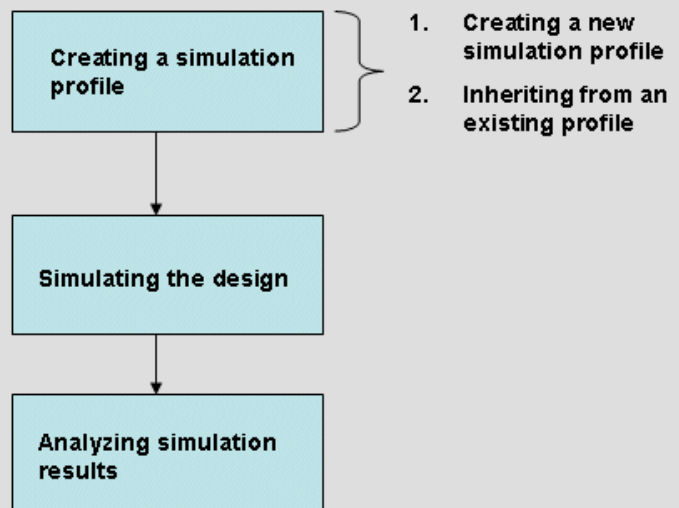 Creating a simulation
profile
1. Creating a new
simulation profile
2. Inheriting from an
existing profile
Simulating the design
Analyzing simulation
results